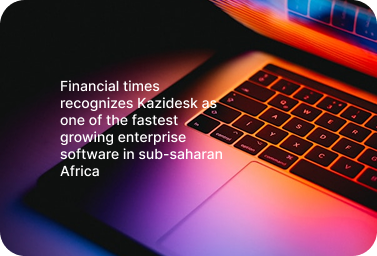 Financial times
recognizes Kazidesk as
one of the fastest
growing enterprise
software in sub-saharan
Africa